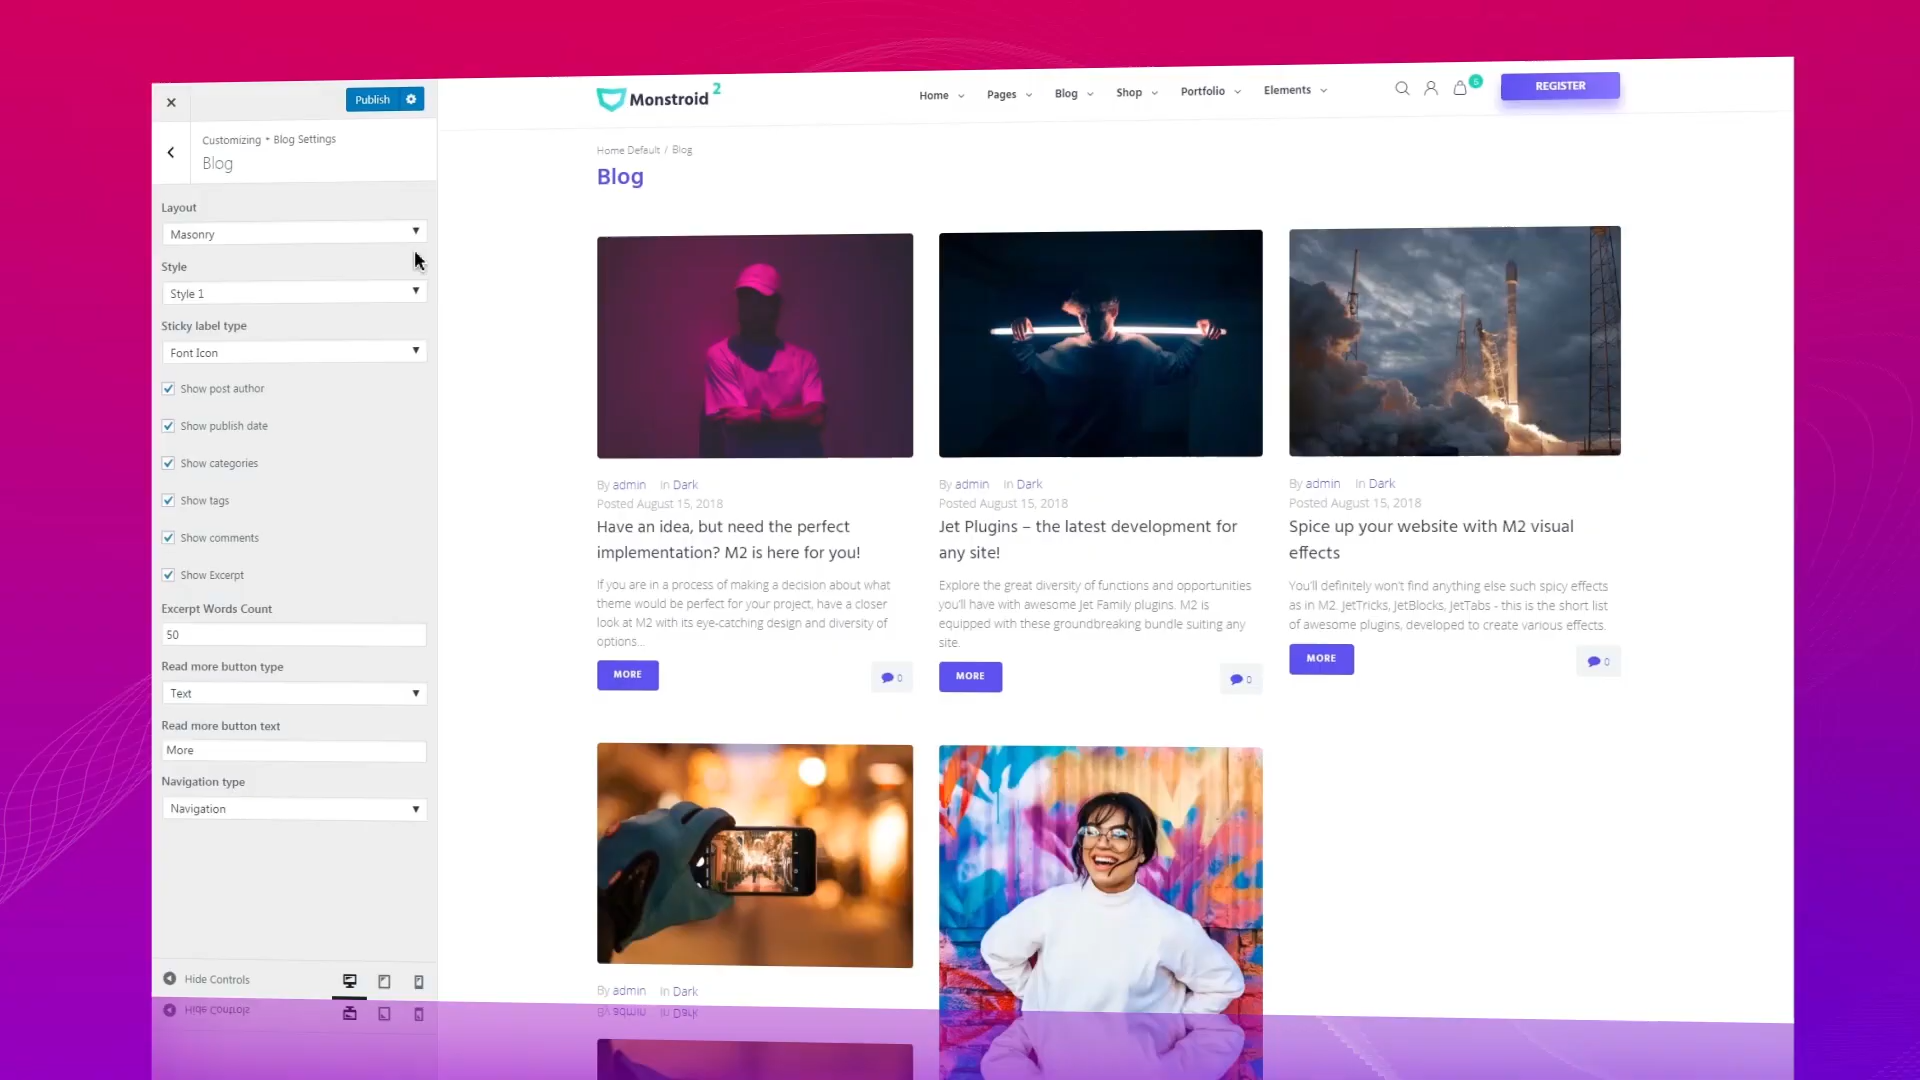 Publish
Customizing • Blog Settings
Blog
Layout
Masonry
Style
Style 1
Sticky label type
Font Icon
Show post author
Show publish date
Show categories
Show tags
Show comments
Show Excerpt
Excerpt Words Count
50
Read more button type
Text
Read more button text
More
Navigation type
Navigation
Hide Controls
Hide Controls
Monstroid 2
Home Pages Blog Shop Portfolio Elements
5
REGISTER
Home Default / Blog
Blog
By admin In Dark
Posted August 15, 2018
Have an idea, but need the perfect
implementation? M2 is here for you!
If you are in a process of making a decision about what
theme would be perfect for your project, have a closer
look at M2 with its eye-catching design and diversity of
options...
MORE
0
By admin In Dark
Posted August 15, 2018
Jet Plugins – the latest development for
any site!
Explore the great diversity of functions and opportunities
you'll have with awesome Jet Family plugins. M2 is
equipped with these groundbreaking bundle suiting any
site.
MORE
0
By admin In Dark
Posted August 15, 2018
Spice up your website with M2 visual
effects
You'll definitely won't find anything else such spicy effects
as in M2. JetTricks, JetBlocks, JetTabs - this is the short list
of awesome plugins, developed to create various effects.
MORE
0
By admin In Dark
By admin In Dark